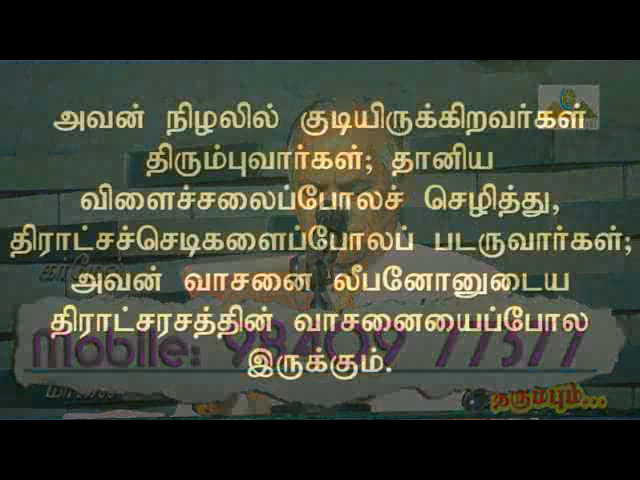 அவன் நிழலில் குடியிருக்கிறவர்கள்
திரும்புவார்கள்; தானிய
விளைச்சலைப்போலச் செழித்து,
திராட்சச்செடிகளைப்போலப் படருவார்கள்;
அவன் வாசனை லீபனோனுடைய
திராட்சரசத்தின் வாசனையைப்போல
இருக்கும்.
Mobile: 98409 77577